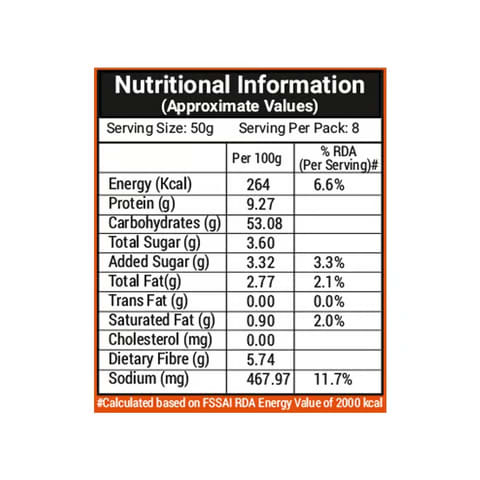 Nutritional Information
(Approximate Values)
Serving Size: 50g Serving Per Pack: 8
Per 100g % RDA (Per Serving)#
Energy (Kcal) 264 6.6%
Protein (g) 9.27
Carbohydrates (g) 53.08
Total Sugar (g) 3.60
Added Sugar (g) 3.32 3.3%
Total Fat(g) 2.77 2.1%
Trans Fat (g) 0.00 0.0%
Saturated Fat (g) 0.90 2.0%
Cholesterol (mg) 0.00
Dietary Fibre (g) 5.74
Sodium (mg) 467.97 11.7%
#Calculated based on FSSAI RDA Energy Value of 2000 kcal